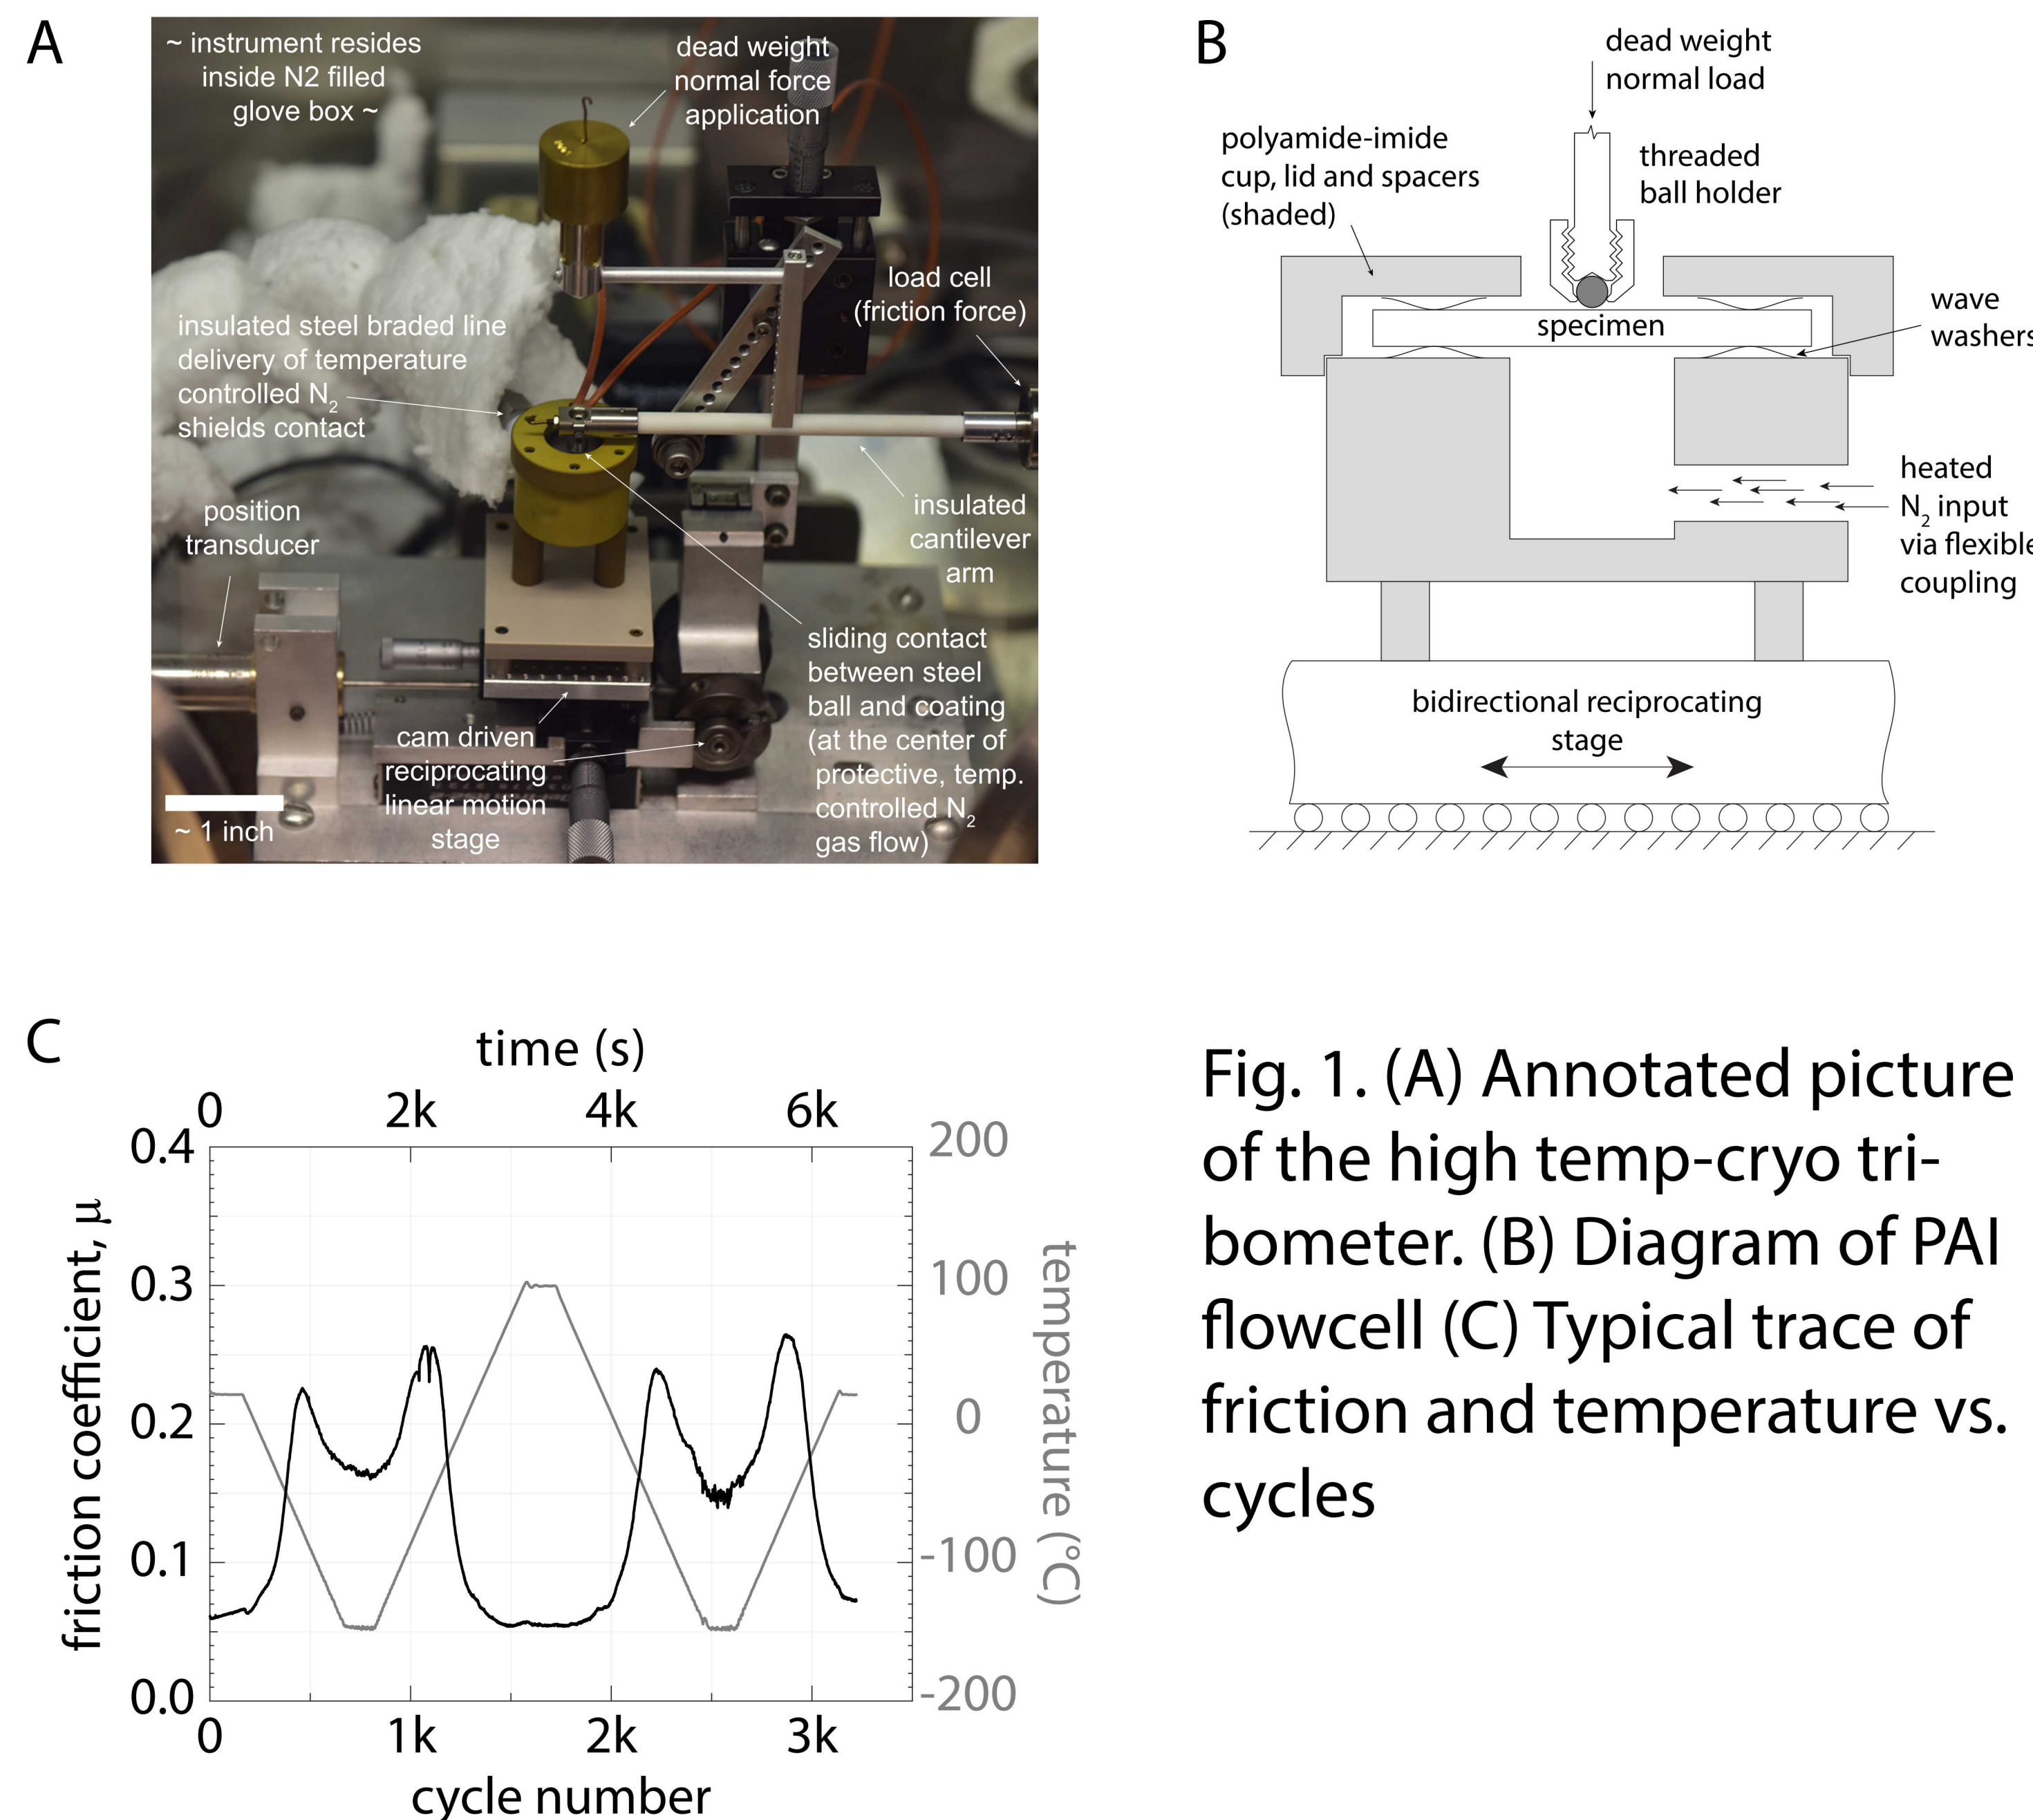 A
~ instrument resides
inside N2 filled
glove box ~
dead weight
normal force
application
load cell
(friction force)
insulated steel braded line
delivery of temperature
controlled N2
shields contact
position
transducer
insulated
cantilever
arm
sliding contact
between steel
ball and coating
(at the center of
protective, temp.
controlled N2
gas flow)
cam driven
reciprocating
linear motion
stage
~ 1 inch
B
dead weight
normal load
polyamide-imide
cup, lid and spacers
(shaded)
threaded
ball holder
wave
washers
specimen
heated
N2 input
via flexible
coupling
bidirectional reciprocating
stage
C
time (s)
0 2k 4k 6k
0.4
0.3
0.2
0.1
0.0
friction coefficient, μ
200
100
0
-100
-200
temperature (°C)
0 1k 2k 3k
cycle number
Fig. 1. (A) Annotated picture
of the high temp-cryo tri-
bometer. (B) Diagram of PAI
flowcell (C) Typical trace of
friction and temperature vs.
cycles